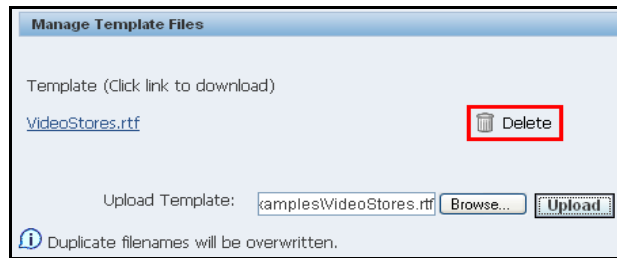 Manage Template Files
Template (Click link to download)
VideoStores.rtf Delete
Upload Template: xamples\VideoStores.rtf Browse... Upload
Duplicate filenames will be overwritten.